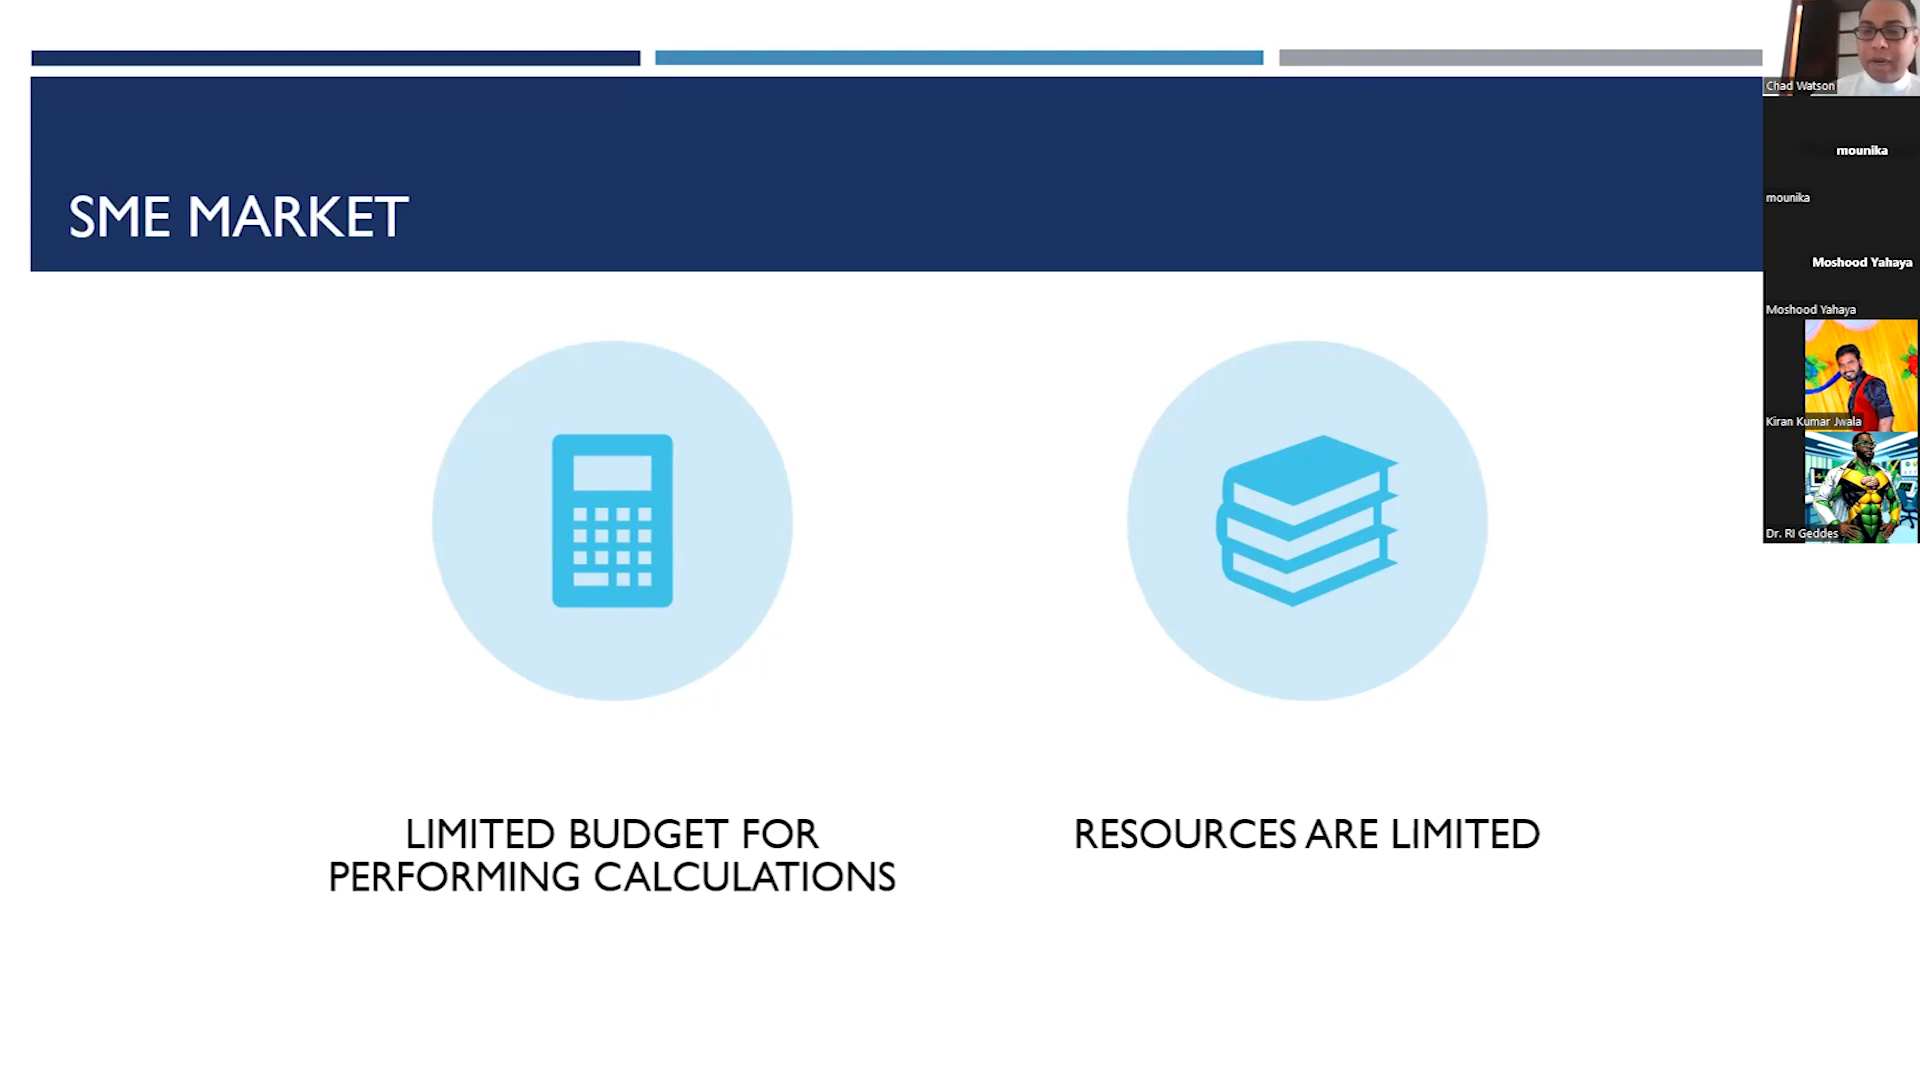 SME MARKET
LIMITED BUDGET FOR
PERFORMING CALCULATIONS
RESOURCES ARE LIMITED
Chad Watson
mounika
mounika
Moshood Yahaya
Moshood Yahaya
Kiran Kumar Jwala
Dr. RI Geddes